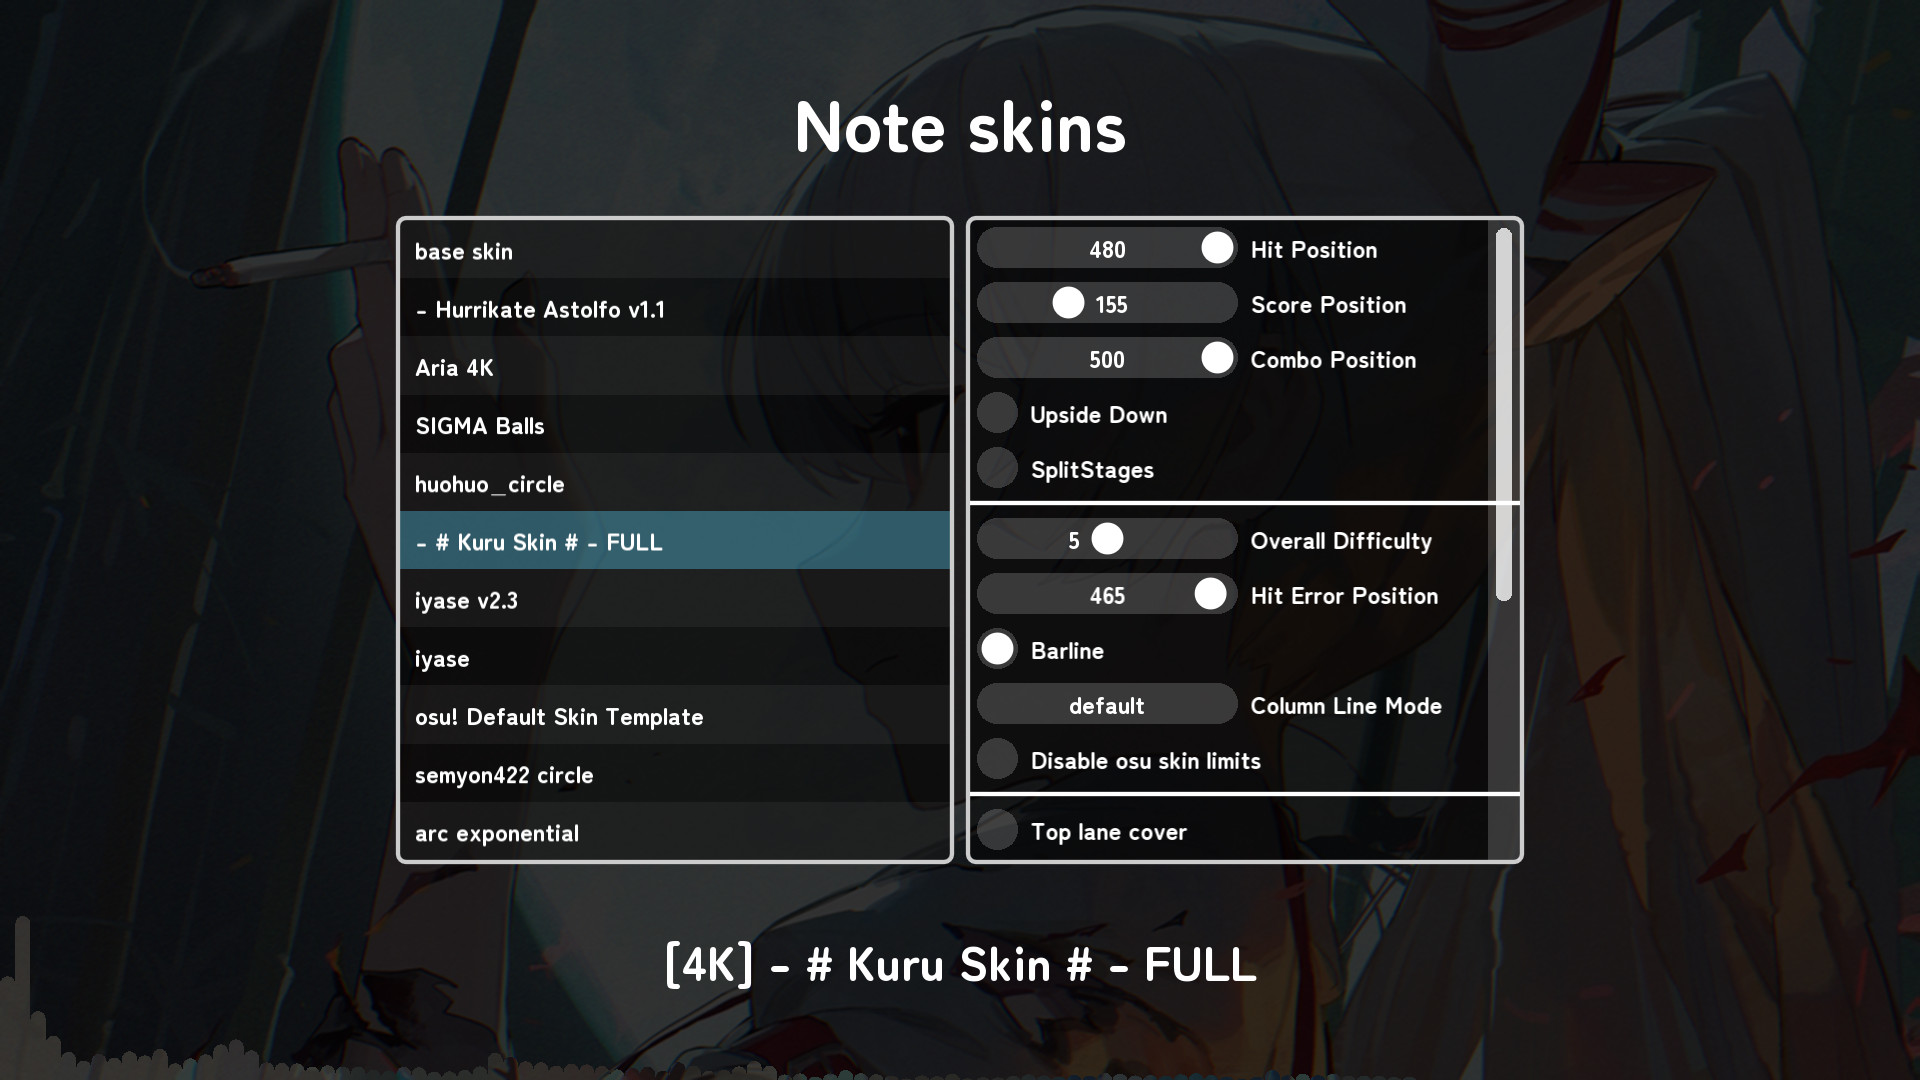 Note skins
base skin
- Hurrikate Astolfo v1.1
Aria 4K
SIGMA Balls
huohuo_circle
- # Kuru Skin # - FULL
iyase v2.3
iyase
osu! Default Skin Template
semyon422 circle
arc exponential
480 Hit Position
155 Score Position
500 Combo Position
Upside Down
SplitStages
5 Overall Difficulty
465 Hit Error Position
Barline
default Column Line Mode
Disable osu skin limits
Top lane cover
[4K] - # Kuru Skin # - FULL